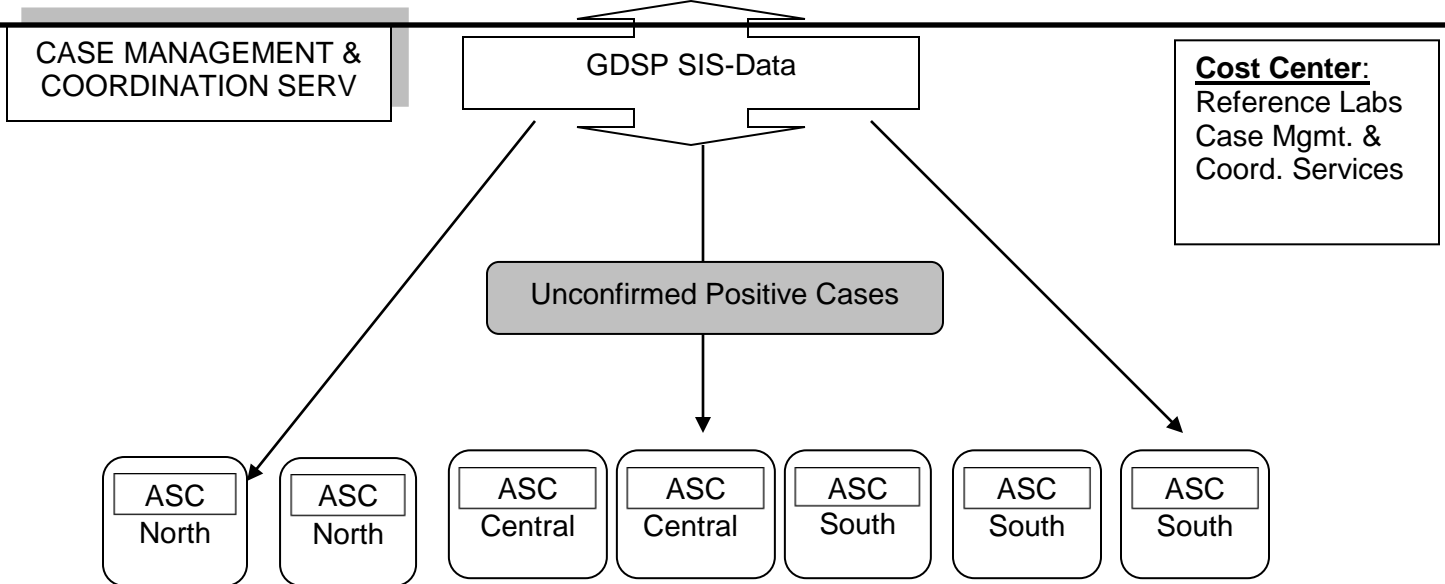 CASE MANAGEMENT &
COORDINATION SERV
GDSP SIS-Data
Cost Center:
Reference Labs
Case Mgmt. &
Coord. Services
Unconfirmed Positive Cases
ASC
North
ASC
North
ASC
Central
ASC
Central
ASC
South
ASC
South
ASC
South